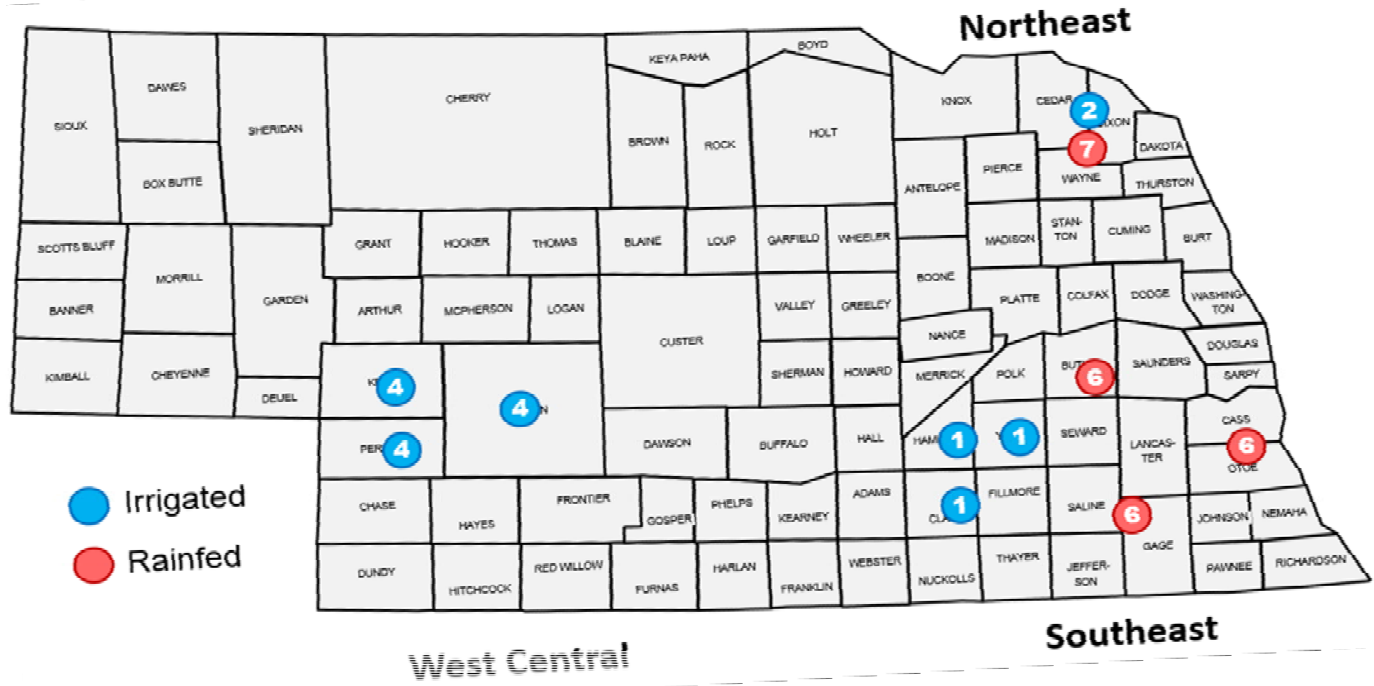 Northeast
BOYD
KEYA PAHA
DAWES
CHERRY
KNOX
CEDAR
2
SIOUX
SHERIDAN
BROWN
ROCK
HOLT
7
DAKOTA
BOX BUTTE
ANTELOPE
PIERCE
WAYNE
THURSTON
SCOTTS BLUFF
GRANT
HOOKER
THOMAS
BLAINE
LOUP
GARFIELD
WHEELER
MADISON
STAN-
TON
CUMING
BURT
MORRILL
GARDEN
BOONE
BANNER
ARTHUR
MCPHERSON
LOGAN
VALLEY
GREELEY
PLATTE
COLFAX
DODGE
WASHING-
TON
CUSTER
NANCE
DOUGLAS
KIMBALL
CHEYENNE
4
SHERMAN
HOWARD
MERRICK
POLK
6
SAUNDERS
SARPY
DEUEL
4
4
DAWSON
BUFFALO
HALL
1
1
SEWARD
LANCAS-
TER
CASS
6
OTOE
Irrigated
CHASE
HAYES
FRONTIER
GOSPER
PHELPS
KEARNEY
ADAMS
1
FILLMORE
SALINE
6
JOHNSON
NEMAHA
Rainfed
DUNDY
HITCHCOCK
RED WILLOW
FURNAS
HARLAN
FRANKLIN
WEBSTER
NUCKOLLS
THAYER
JEFFER-
SON
GAGE
PAWNEE
RICHARDSON
West Central
Southeast